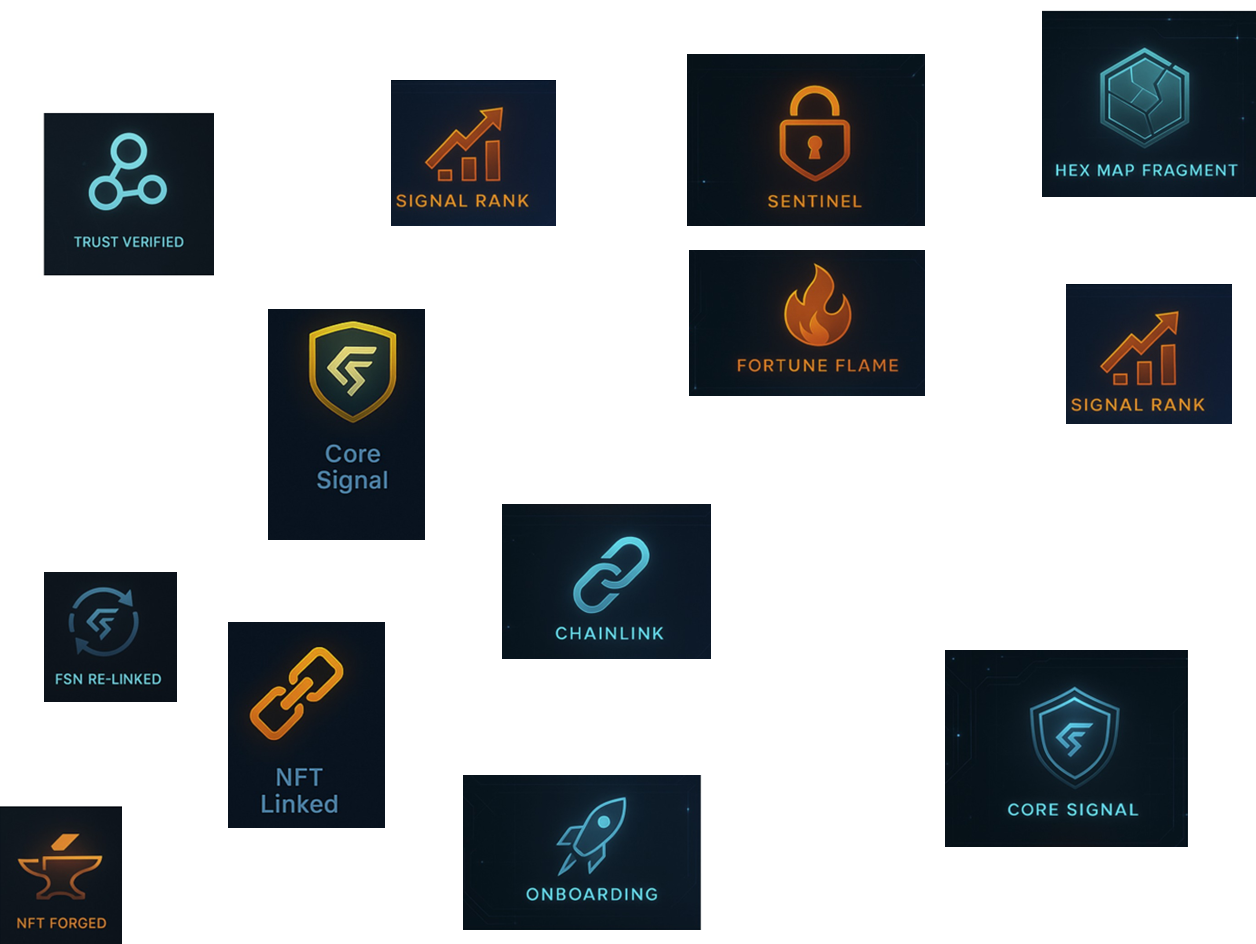 HEX MAP FRAGMENT
TRUST VERIFIED
SIGNAL RANK
SENTINEL
FORTUNE FLAME
SIGNAL RANK
Core
Signal
CHAINLINK
FSN RE-LINKED
NFT
Linked
CORE SIGNAL
ONBOARDING
NFT FORGED